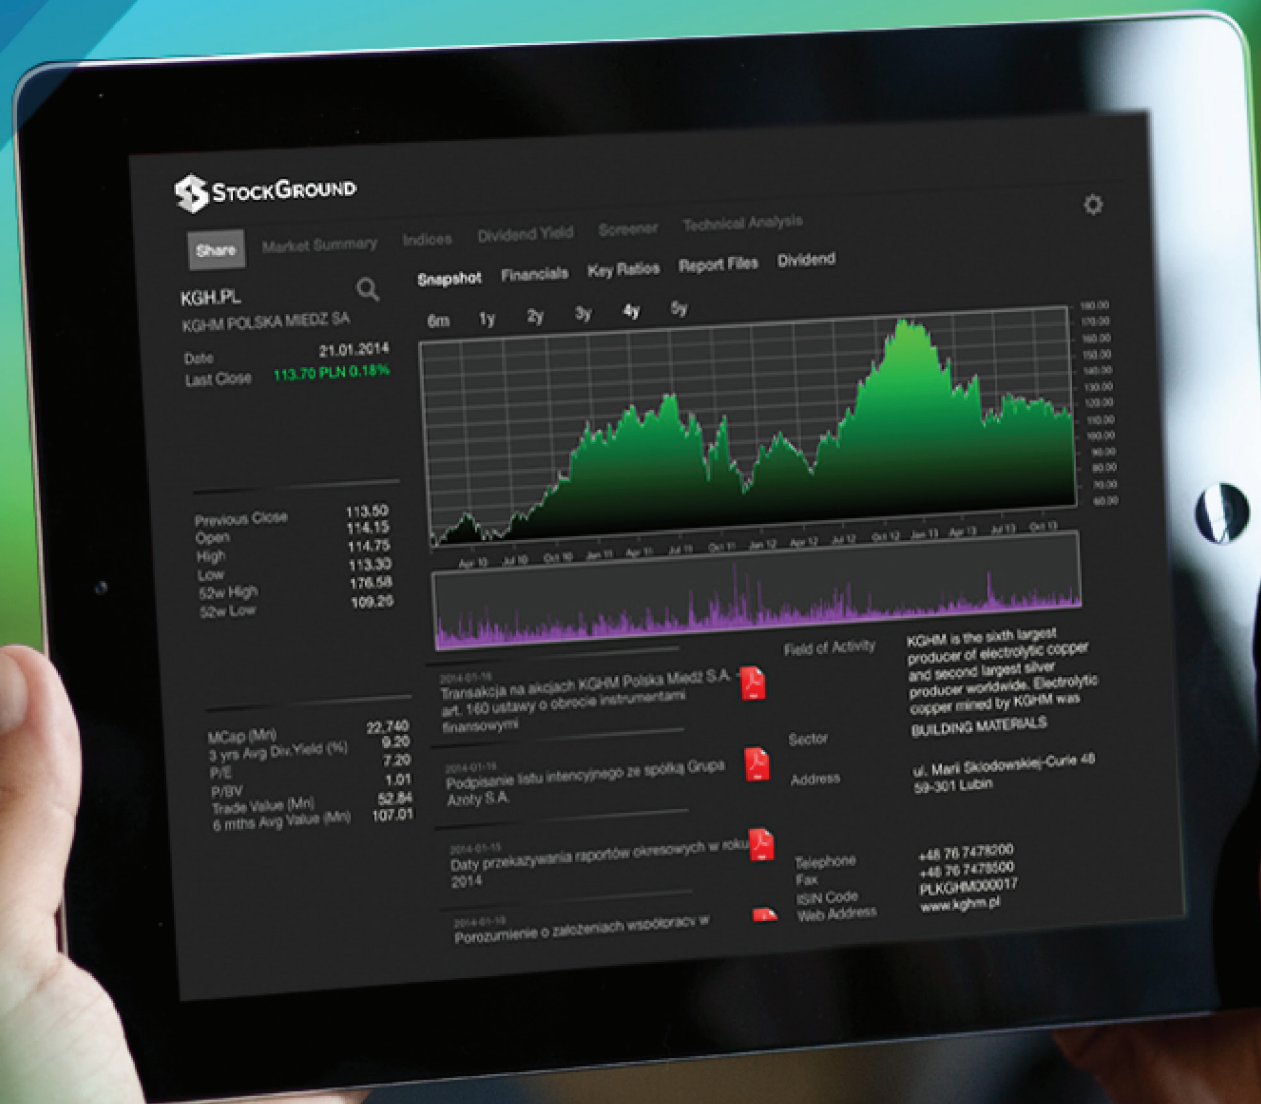 STOCKGROUND
Share Market Summary Indices Dividend Yield Screener Technical Analysis
Snapshot Financials Key Ratios Report Files Dividend
KGH.PL
KGHM POLSKA MIEDZ SA
Date 21.01.2014
Last Close 113.70 PLN 0.18%
6m 1y 2y 3y 4y 5y
180.00
170.00
160.00
150.00
140.00
130.00
120.00
110.00
100.00
90.00
80.00
70.00
60.00
Apr 10 Jul 10 Oct 10 Jan 11 Apr 11 Jul 11 Oct 11 Jan 12 Apr 12 Jul 12 Oct 12 Jan 13 Apr 13 Jul 13 Oct 13
Previous Close 113.50
Open 114.15
High 114.75
Low 113.30
52w High 176.58
52w Low 109.26
MCap (Mn) 22.740
3 yrs Avg Div.Yield (%) 9.20
P/E 7.20
P/BV 1.01
Trade Value (Mn) 52.84
6 mths Avg Value (Mn) 107.01
2014-01-16
Transakcja na akcjach KGHM Polska Miedź S.A. -
art. 160 ustawy o obrocie instrumentami
finansowymi
2014-01-16
Podpisanie listu intencyjnego ze spółką Grupa
Azoty S.A.
2014-01-15
Daty przekazywania raportów okresowych w roku
2014
2014-01-10
Porozumienie o założeniach współpracy w
Field of Activity
KGHM is the sixth largest
producer of electrolytic copper
and second largest silver
producer worldwide. Electrolytic
copper mined by KGHM was
Sector BUILDING MATERIALS
Address ul. Marii Sklodowskiej-Curie 48
59-301 Lubin
Telephone +48 76 7478200
Fax +48 76 7478500
ISIN Code PLKGHM000017
Web Address www.kghm.pl